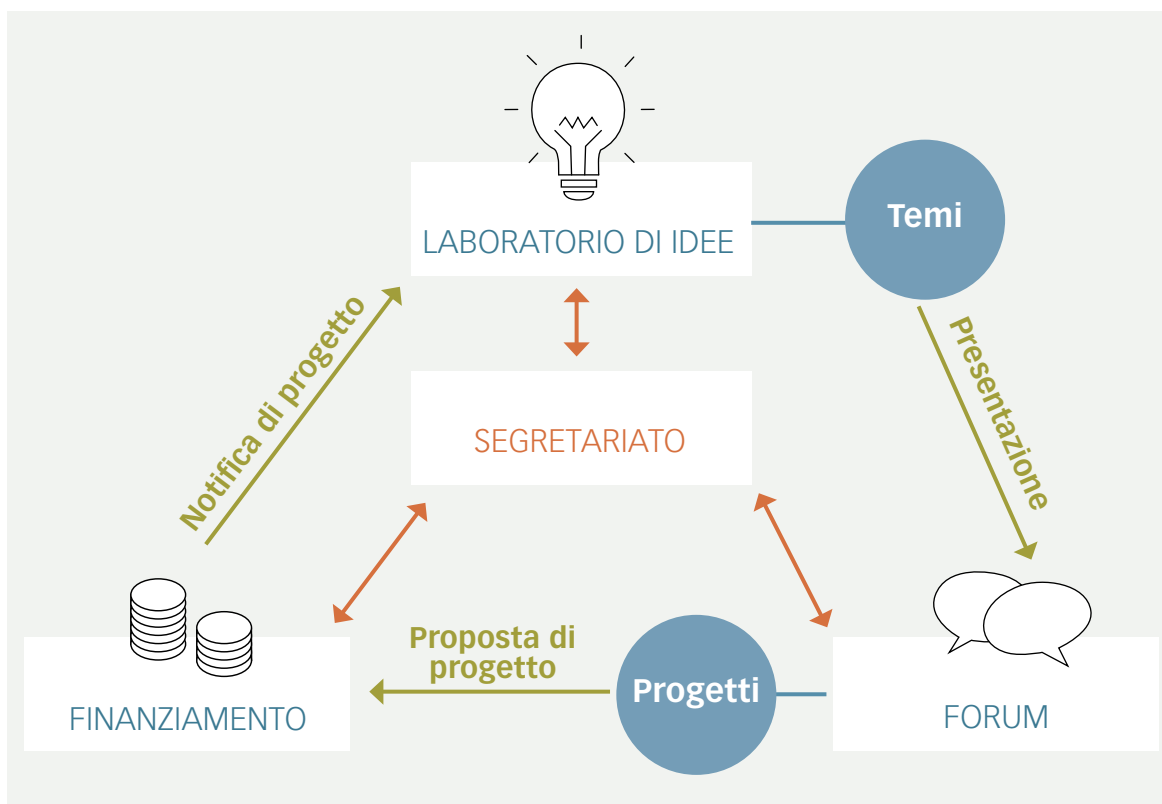 LABORATORIO DI IDEE
Temi
Notifica di progetto
Presentazione
SEGRETARIATO
Proposta di
progetto
Progetti
FINANZIAMENTO
FORUM